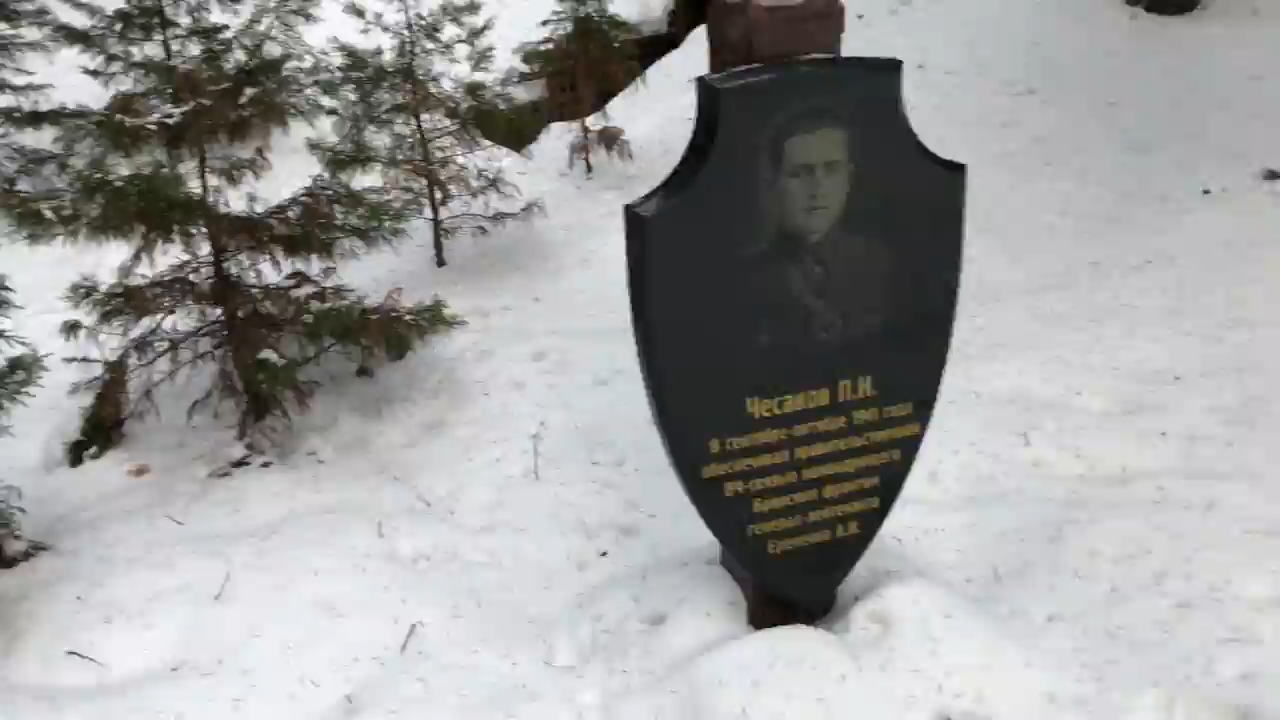 Чесаков П.Н.
В сентябре-октябре 1941 года
обеспечивал правительственной
ВЧ-связью командующего
Брянским фронтом
генерал-лейтенанта
Еременко А.И.